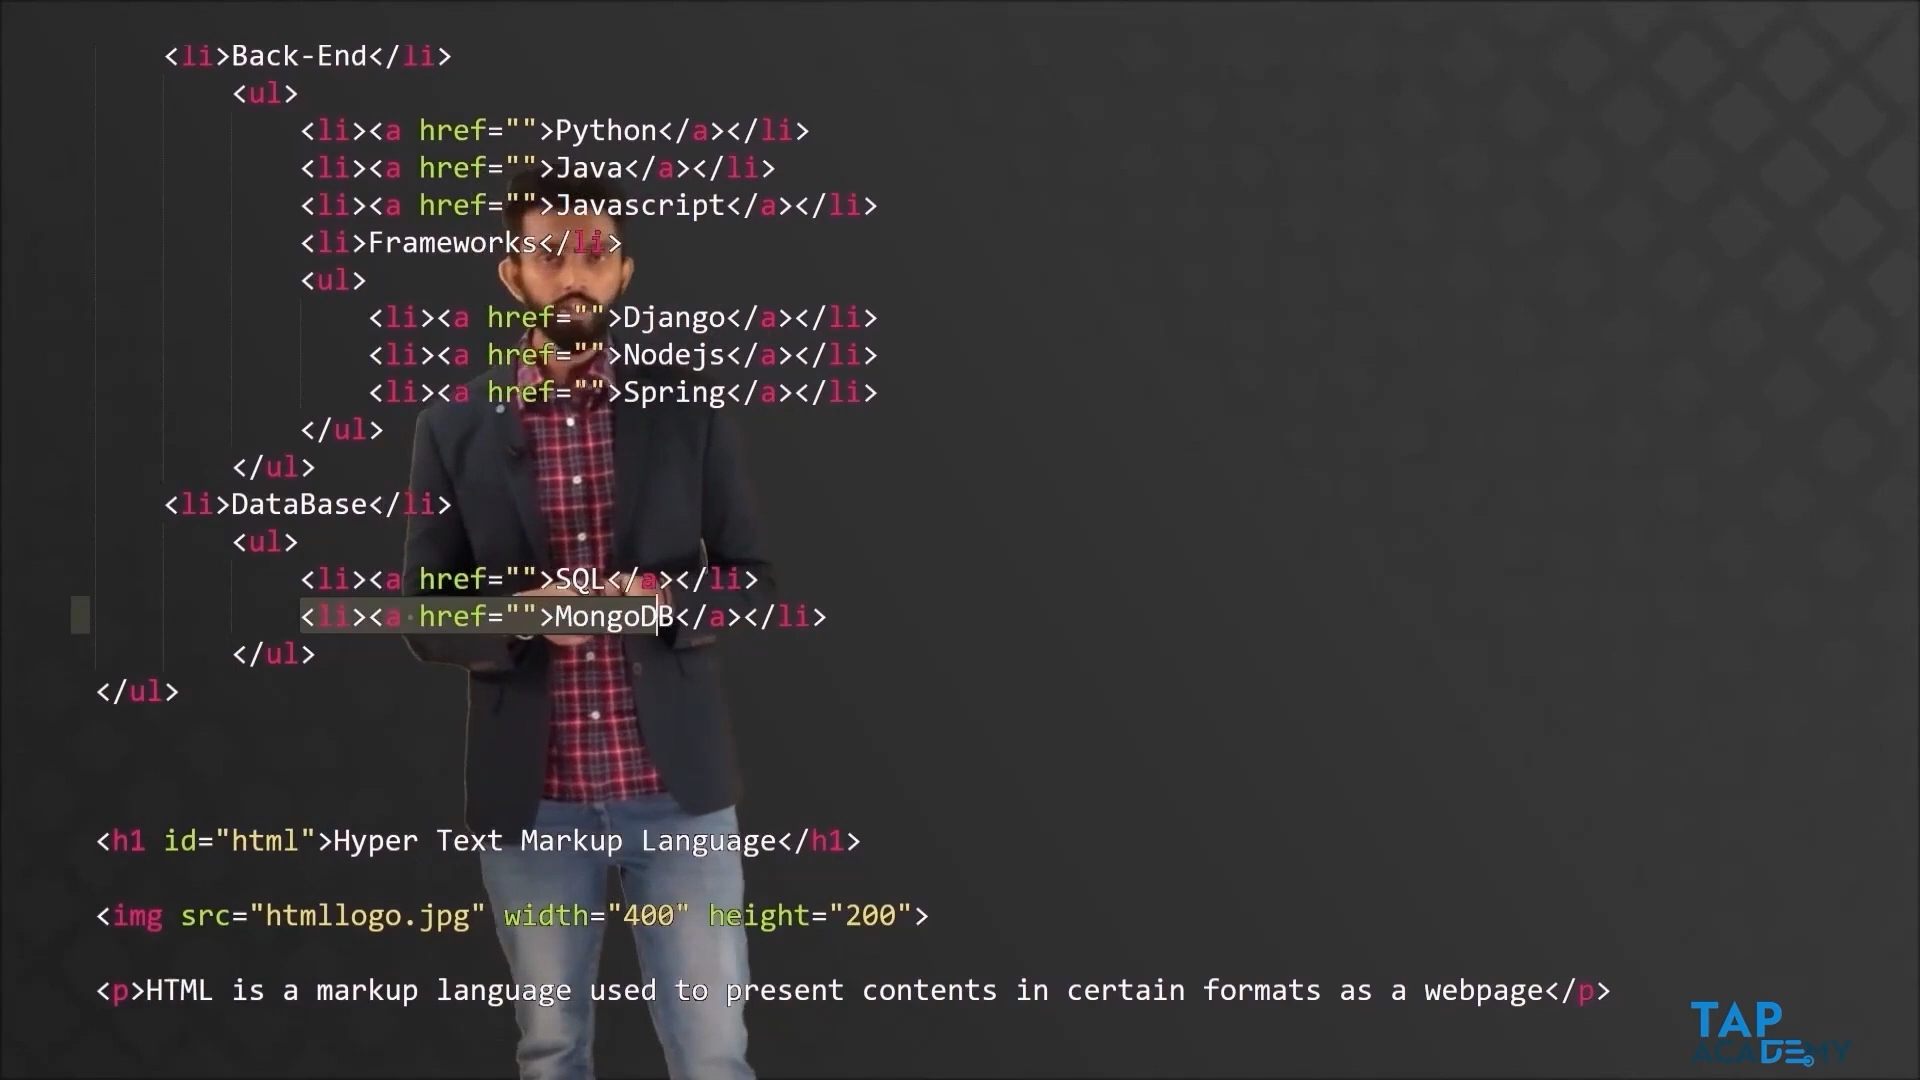 <li>Back-End</li>
<ul>
<li><a href="">Python</a></li>
<li><a href="">Java</a></li>
<li><a href="">Javascript</a></li>
<li>Frameworks</li>
<ul>
<li><a href="">Django</a></li>
<li><a href="">Nodejs</a></li>
<li><a href="">Spring</a></li>
</ul>
</ul>
<li>DataBase</li>
<ul>
<li><a href="">SQL</a></li>
<li><a href="">MongoDB</a></li>
</ul>
</ul>
<h1 id="html">Hyper Text Markup Language</h1>
<img src="htmllogo.jpg" width="400" height="200">
<p>HTML is a markup language used to present contents in certain formats as a webpage</p>
TAP
ACADEMY